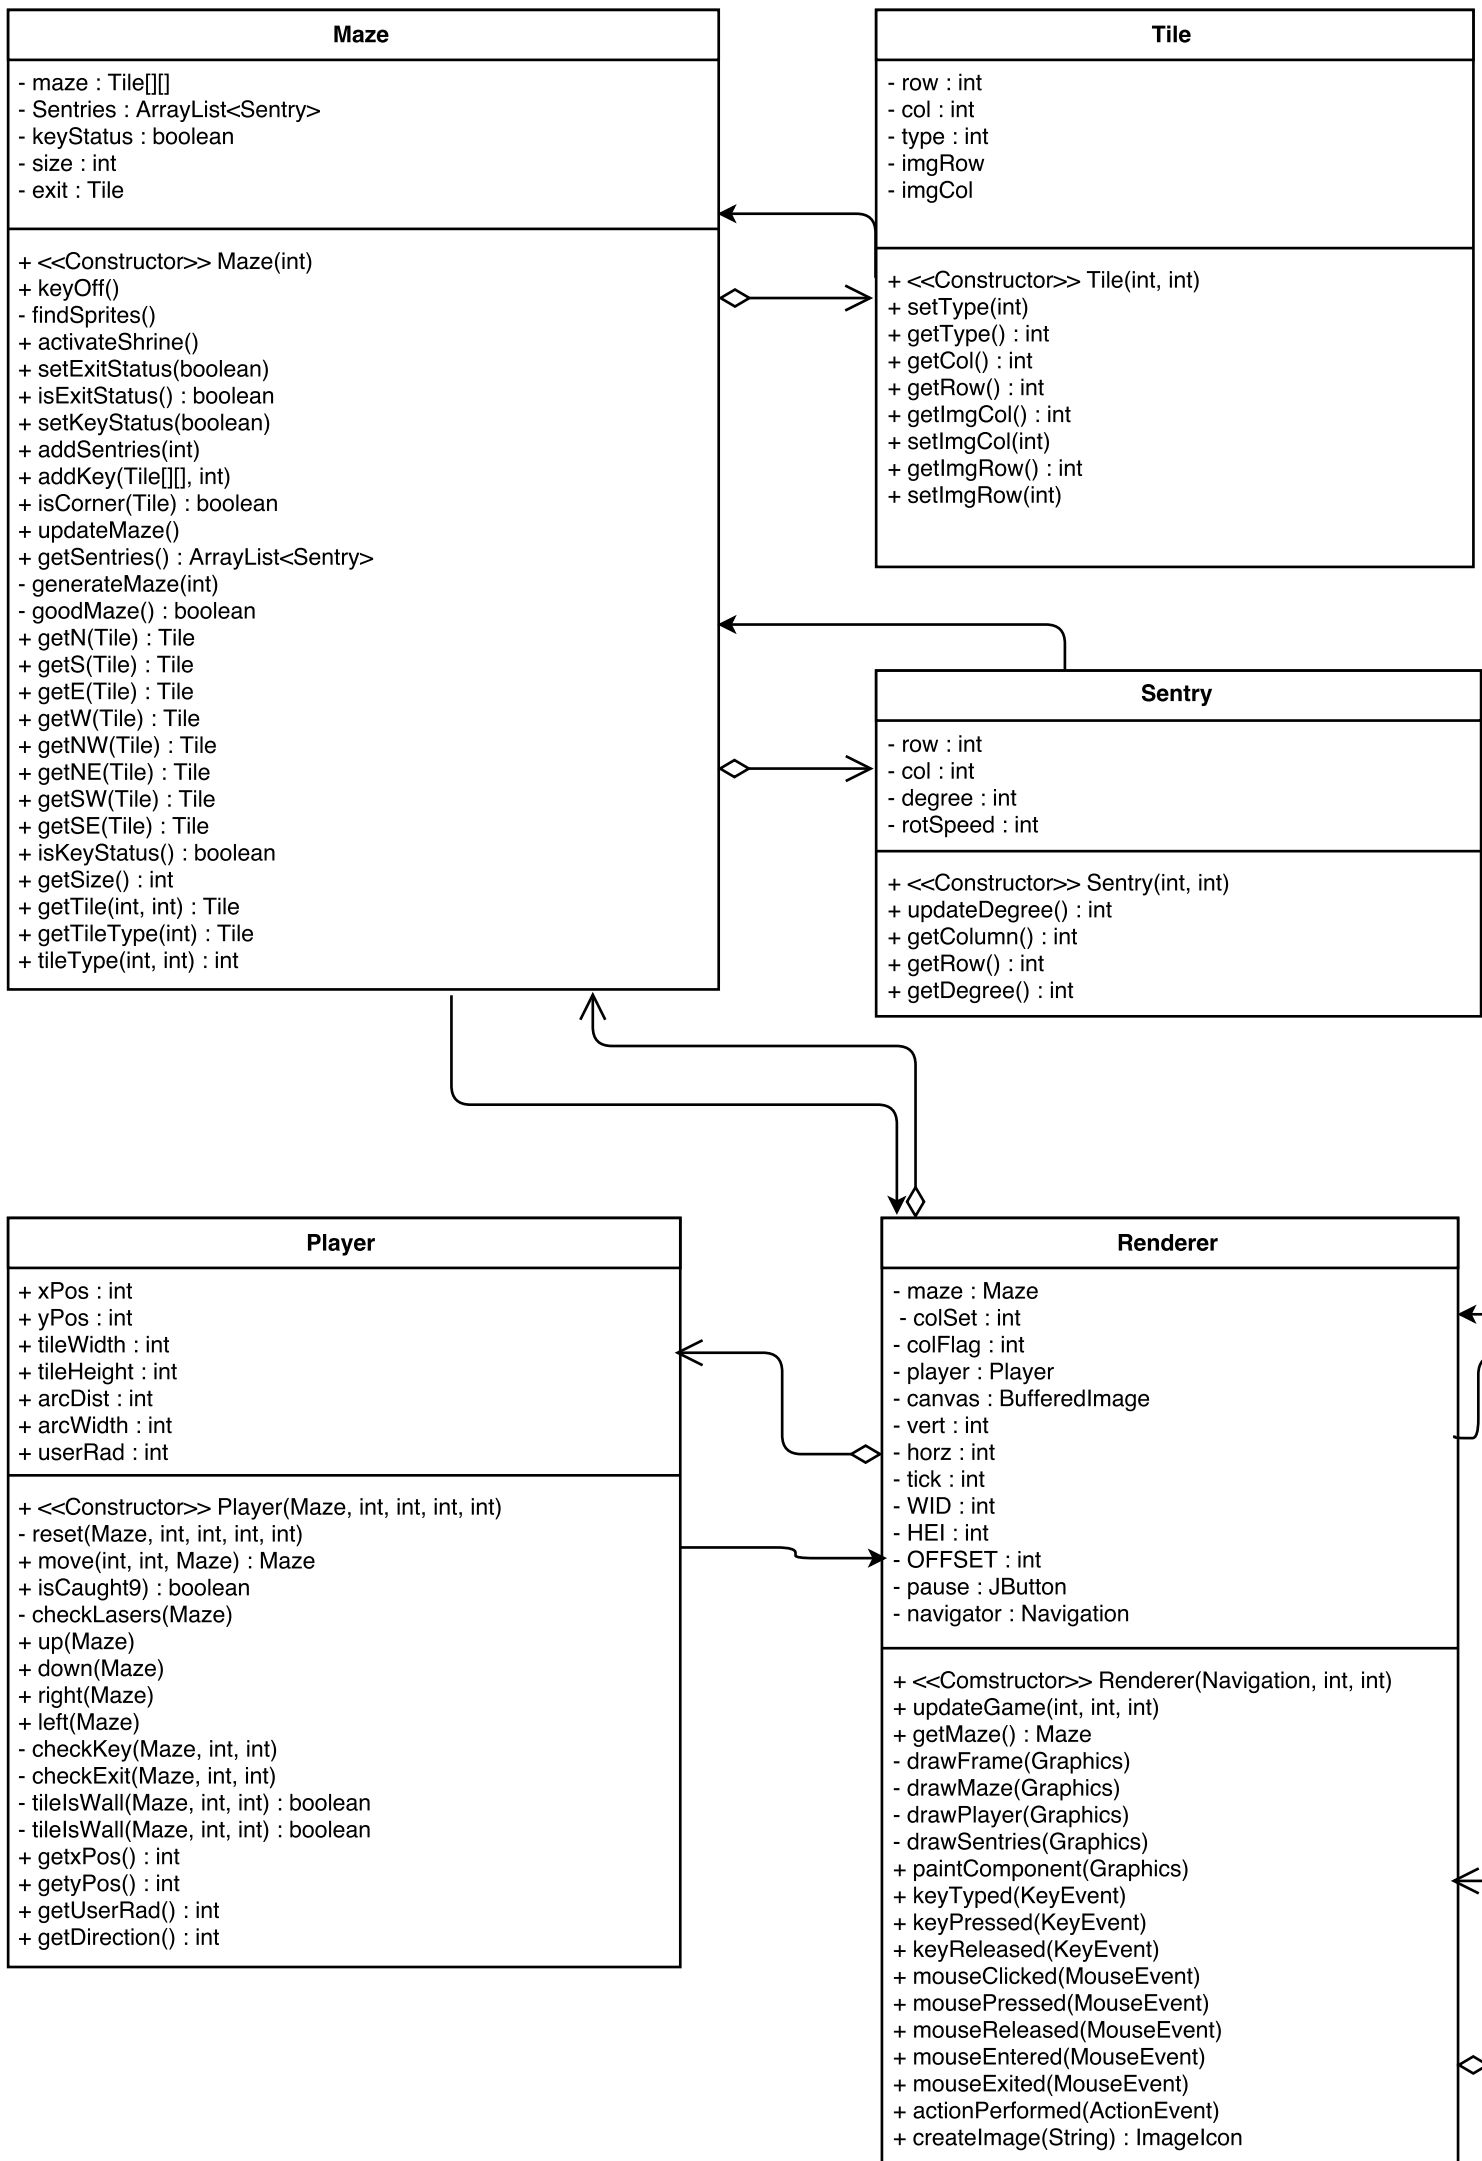 Maze
- maze : Tile[][]
- Sentries : ArrayList<Sentry>
- keyStatus : boolean
- size : int
- exit : Tile
+ <<Constructor>> Maze(int)
+ keyOff()
- findSprites()
+ activateShrine()
+ setExitStatus(boolean)
+ isExitStatus() : boolean
+ setKeyStatus(boolean)
+ addSentries(int)
+ addKey(Tile[][], int)
+ isCorner(Tile) : boolean
+ updateMaze()
+ getSentries() : ArrayList<Sentry>
- generateMaze(int)
- goodMaze() : boolean
+ getN(Tile) : Tile
+ getS(Tile) : Tile
+ getE(Tile) : Tile
+ getW(Tile) : Tile
+ getNW(Tile) : Tile
+ getNE(Tile) : Tile
+ getSW(Tile) : Tile
+ getSE(Tile) : Tile
+ isKeyStatus() : boolean
+ getSize() : int
+ getTile(int, int) : Tile
+ getTileType(int) : Tile
+ tileType(int, int) : int
Tile
- row : int
- col : int
- type : int
- imgRow
- imgCol
+ <<Constructor>> Tile(int, int)
+ setType(int)
+ getType() : int
+ getCol() : int
+ getRow() : int
+ getImgCol() : int
+ setImgCol(int)
+ getImgRow() : int
+ setImgRow(int)
Sentry
- row : int
- col : int
- degree : int
- rotSpeed : int
+ <<Constructor>> Sentry(int, int)
+ updateDegree() : int
+ getColumn() : int
+ getRow() : int
+ getDegree() : int
Player
+ xPos : int
+ yPos : int
+ tileWidth : int
+ tileHeight : int
+ arcDist : int
+ arcWidth : int
+ userRad : int
+ <<Constructor>> Player(Maze, int, int, int, int)
- reset(Maze, int, int, int, int)
+ move(int, int, Maze) : Maze
+ isCaught9) : boolean
- checkLasers(Maze)
+ up(Maze)
+ down(Maze)
+ right(Maze)
+ left(Maze)
- checkKey(Maze, int, int)
- checkExit(Maze, int, int)
- tileIsWall(Maze, int, int) : boolean
- tileIsWall(Maze, int, int) : boolean
+ getxPos() : int
+ getyPos() : int
+ getUserRad() : int
+ getDirection() : int
Renderer
- maze : Maze
- colSet : int
- colFlag : int
- player : Player
- canvas : BufferedImage
- vert : int
- horz : int
- tick : int
- WID : int
- HEI : int
- OFFSET : int
- pause : JButton
- navigator : Navigation
+ <<Comstructor>> Renderer(Navigation, int, int)
+ updateGame(int, int, int)
+ getMaze() : Maze
- drawFrame(Graphics)
- drawMaze(Graphics)
- drawPlayer(Graphics)
- drawSentries(Graphics)
+ paintComponent(Graphics)
+ keyTyped(KeyEvent)
+ keyPressed(KeyEvent)
+ keyReleased(KeyEvent)
+ mouseClicked(MouseEvent)
+ mousePressed(MouseEvent)
+ mouseReleased(MouseEvent)
+ mouseEntered(MouseEvent)
+ mouseExited(MouseEvent)
+ actionPerformed(ActionEvent)
+ createImage(String) : ImageIcon